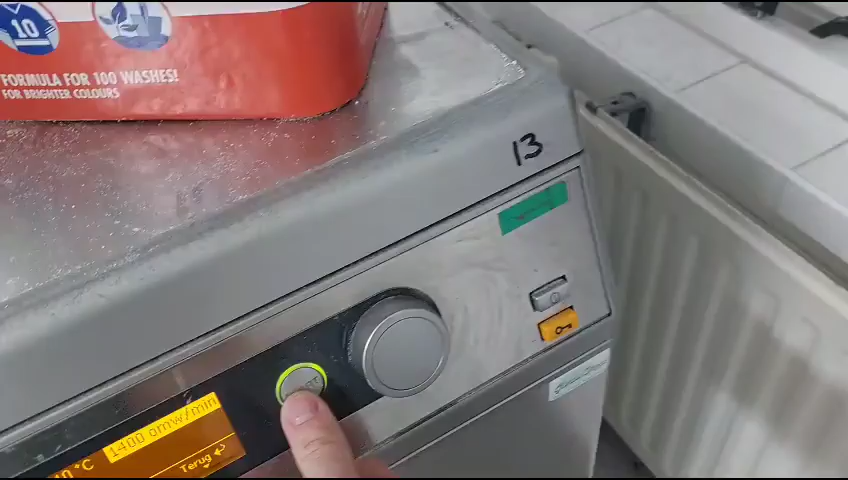 10
FORMULA FOR 100 WASHES!
FOR BRIGHTER COLOURS
13
1400 omw/min
°C
Terug